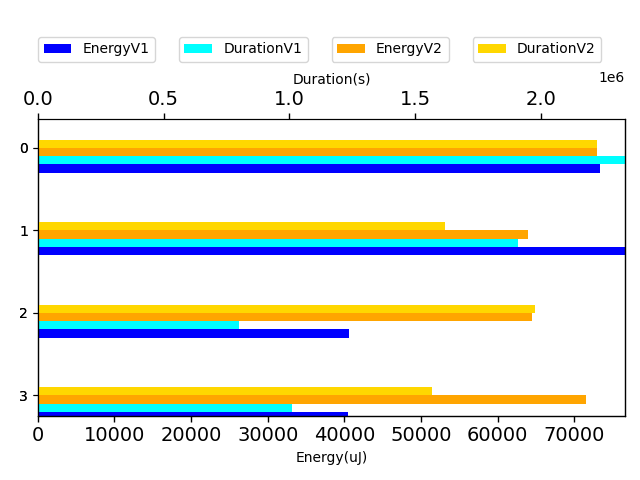 EnergyV1 DurationV1 EnergyV2 DurationV2
Duration(s)
1e6
0.0 0.5 1.0 1.5 2.0
0
1
2
3
0 10000 20000 30000 40000 50000 60000 70000
Energy(uJ)